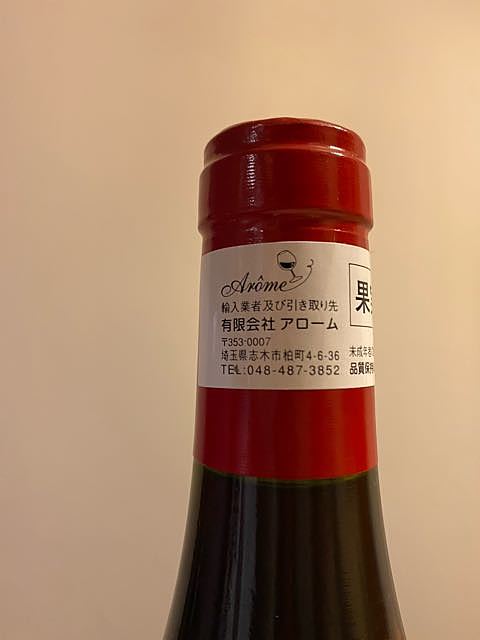 Arôme
輸入業者及び引き取り先
有限会社 アローム
〒353-0007
埼玉県志木市柏町4-6-36
TEL:048-487-3852
果
未成年者
品質保持